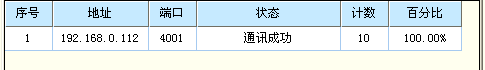 序号 地址 端口 状态 计数 百分比
1 192.168.0.112 4001 通讯成功 10 100.00%